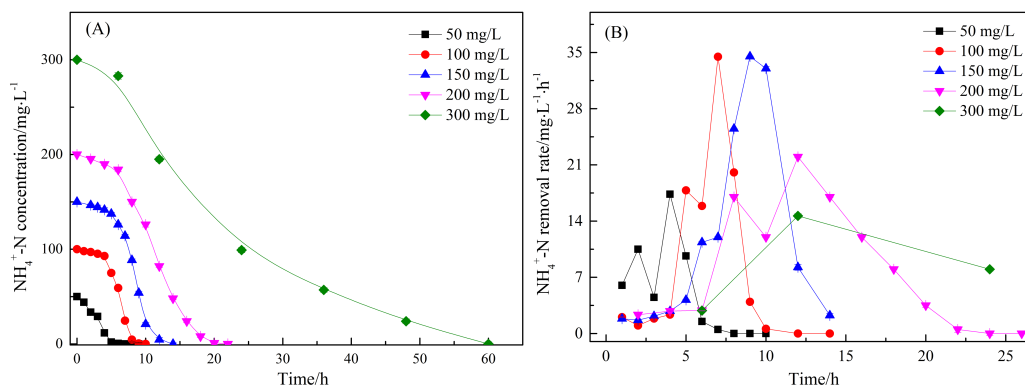 (A)
50 mg/L
100 mg/L
150 mg/L
200 mg/L
300 mg/L
NH₄⁺-N concentration/mg·L⁻¹
300
200
100
0
0 10 20 30 40 50 60
Time/h
(B)
50 mg/L
100 mg/L
150 mg/L
200 mg/L
300 mg/L
NH₄⁺-N removal rate/mg·L⁻¹·h⁻¹
35
28
21
14
7
0
0 5 10 15 20 25
Time/h